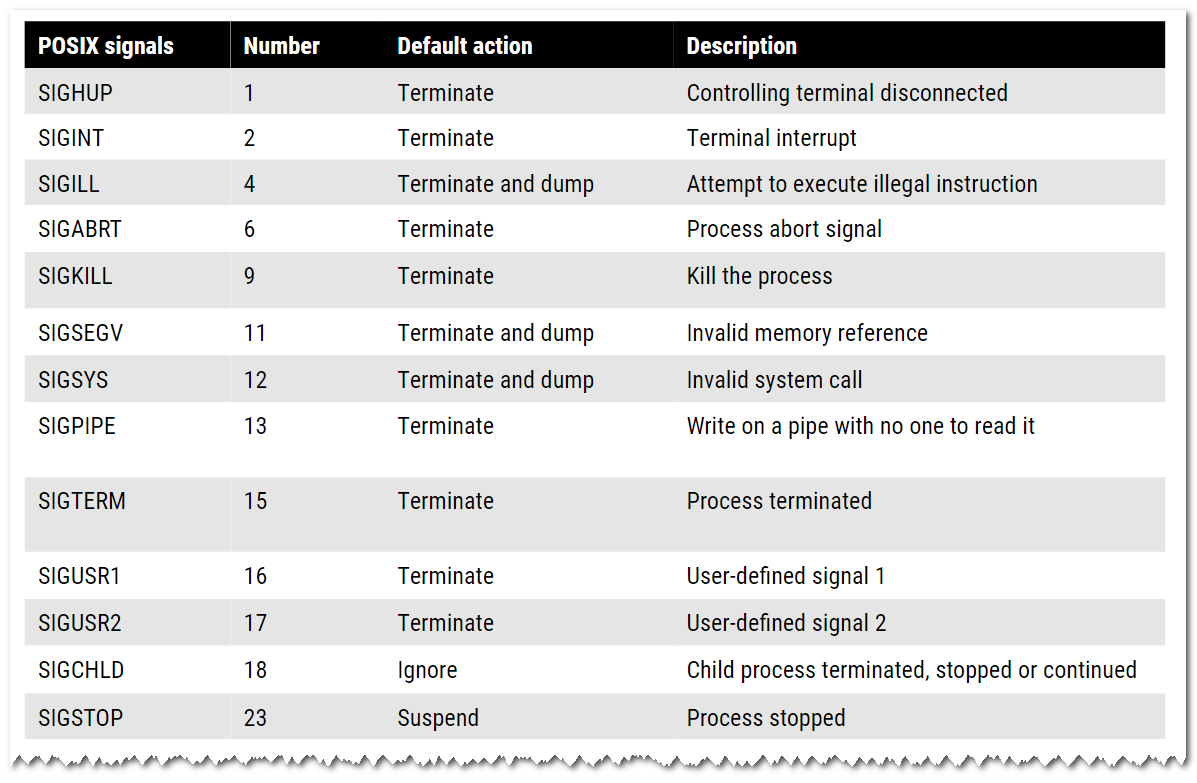 POSIX signals Number Default action Description
SIGHUP 1 Terminate Controlling terminal disconnected
SIGINT 2 Terminate Terminal interrupt
SIGILL 4 Terminate and dump Attempt to execute illegal instruction
SIGABRT 6 Terminate Process abort signal
SIGKILL 9 Terminate Kill the process
SIGSEGV 11 Terminate and dump Invalid memory reference
SIGSYS 12 Terminate and dump Invalid system call
SIGPIPE 13 Terminate Write on a pipe with no one to read it
SIGTERM 15 Terminate Process terminated
SIGUSR1 16 Terminate User-defined signal 1
SIGUSR2 17 Terminate User-defined signal 2
SIGCHLD 18 Ignore Child process terminated, stopped or continued
SIGSTOP 23 Suspend Process stopped